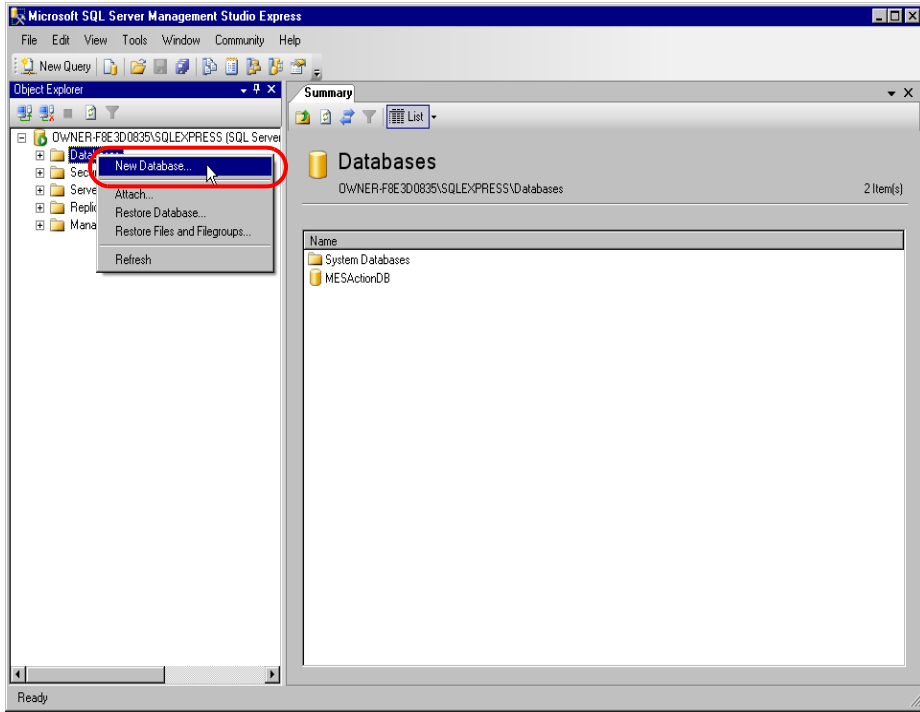 Microsoft SQL Server Management Studio Express
File Edit View Tools Window Community Help
New Query
Object Explorer
Summary
List
OWNER-F8E3D0835\SQLEXPRESS (SQL Server
New Database...
Attach...
Restore Database...
Restore Files and Filegroups...
Refresh
Databases
OWNER-F8E3D0835\SQLEXPRESS\Databases
2 Item(s)
Name
System Databases
MESActionDB
Ready